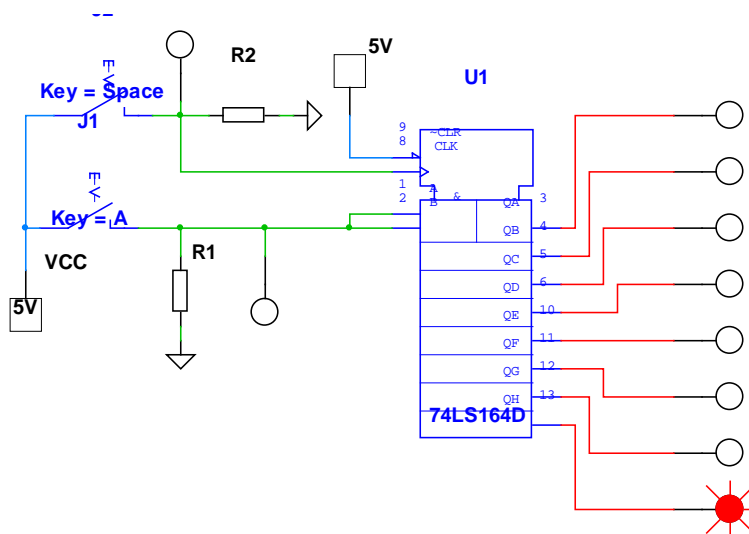 R2
5V
U1
Key = Space
J1
9
~CLR
8
CLK
1
A
2
B
&
QA
3
QB
4
QC
5
QD
6
QE
10
QF
11
QG
12
QH
13
Key = A
VCC
R1
5V
74LS164D